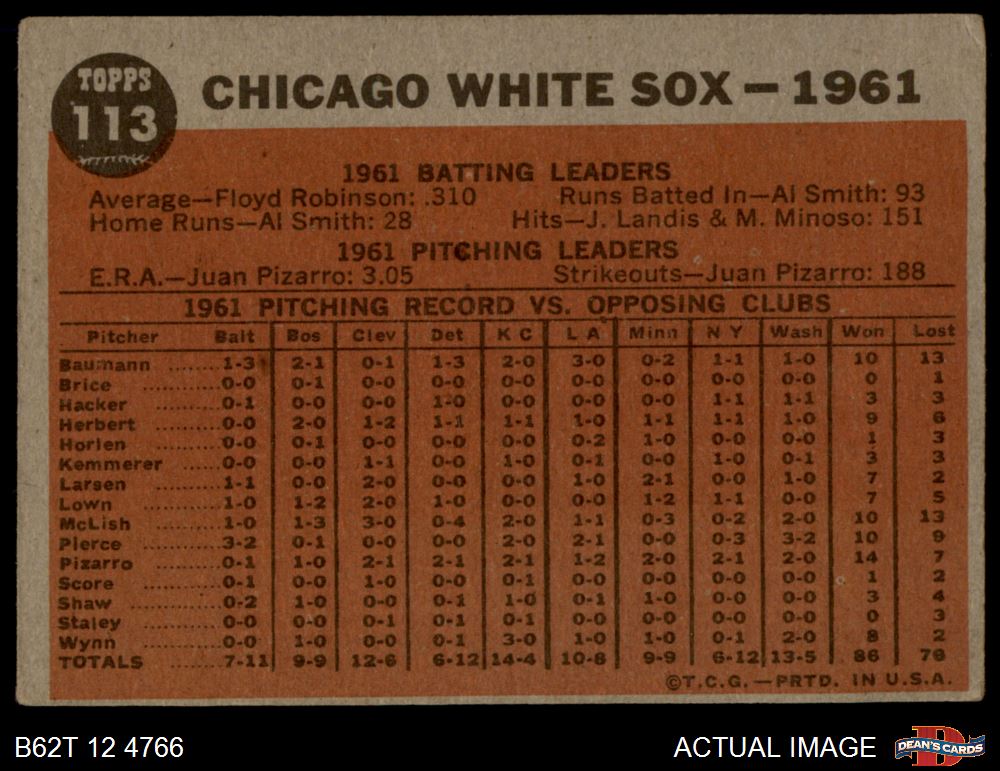 TOPPS
113
CHICAGO WHITE SOX — 1961
1961 BATTING LEADERS
Average—Floyd Robinson: .310 Runs Batted In—Al Smith: 93
Home Runs—Al Smith: 28 Hits—J. Landis & M. Minoso: 151
1961 PITCHING LEADERS
E.R.A.—Juan Pizarro: 3.05 Strikeouts—Juan Pizarro: 188
1961 PITCHING RECORD VS. OPPOSING CLUBS
Pitcher Balt Bos Clev Det K C L A Minn N Y Wash Won Lost
Baumann ....... 1-3 2-1 0-1 1-3 2-0 3-0 0-2 1-1 1-0 10 13
Brice .......... 0-0 0-1 0-0 0-0 0-0 0-0 0-0 0-0 0-0 0 1
Hacker .......... 0-1 0-0 0-0 1-0 0-0 0-0 0-0 1-1 1-1 3 3
Herbert .......... 0-0 2-0 1-2 1-1 1-1 1-0 1-1 1-1 1-0 9 6
Horlen .......... 0-0 0-1 0-0 0-0 0-0 0-2 1-0 0-0 0-0 1 3
Kemmerer ...... 0-0 0-0 1-1 0-0 1-0 0-1 0-0 1-0 0-1 3 3
Larsen .......... 1-1 0-0 2-0 0-0 0-0 1-0 2-1 0-0 1-0 7 2
Lown .......... 1-0 1-2 2-0 1-0 0-0 0-0 1-2 1-1 0-0 7 5
McLish .......... 1-0 1-3 3-0 0-4 2-0 1-1 0-3 0-2 2-0 10 13
Pierce .......... 3-2 0-1 0-0 0-0 2-0 2-1 0-0 0-3 3-2 10 9
Pizarro .......... 0-1 1-0 2-1 2-1 2-1 1-2 2-0 2-1 2-0 14 7
Score .......... 0-1 0-0 1-0 0-0 0-1 0-0 0-0 0-0 0-0 1 2
Shaw .......... 0-2 1-0 0-0 0-1 1-0 0-1 1-0 0-0 0-0 3 4
Staley .......... 0-0 0-0 0-1 0-1 0-1 0-0 0-0 0-0 0-0 0 3
Wynn .......... 0-0 1-0 0-0 0-1 3-0 1-0 1-0 0-1 2-0 8 2
TOTALS ...... 7-11 9-9 12-6 6-12 14-4 10-8 9-9 6-12 13-5 86 76
©T.C.G.—PRTD. IN U.S.A.
B62T 12 4766
ACTUAL IMAGE
DEAN'S CARDS